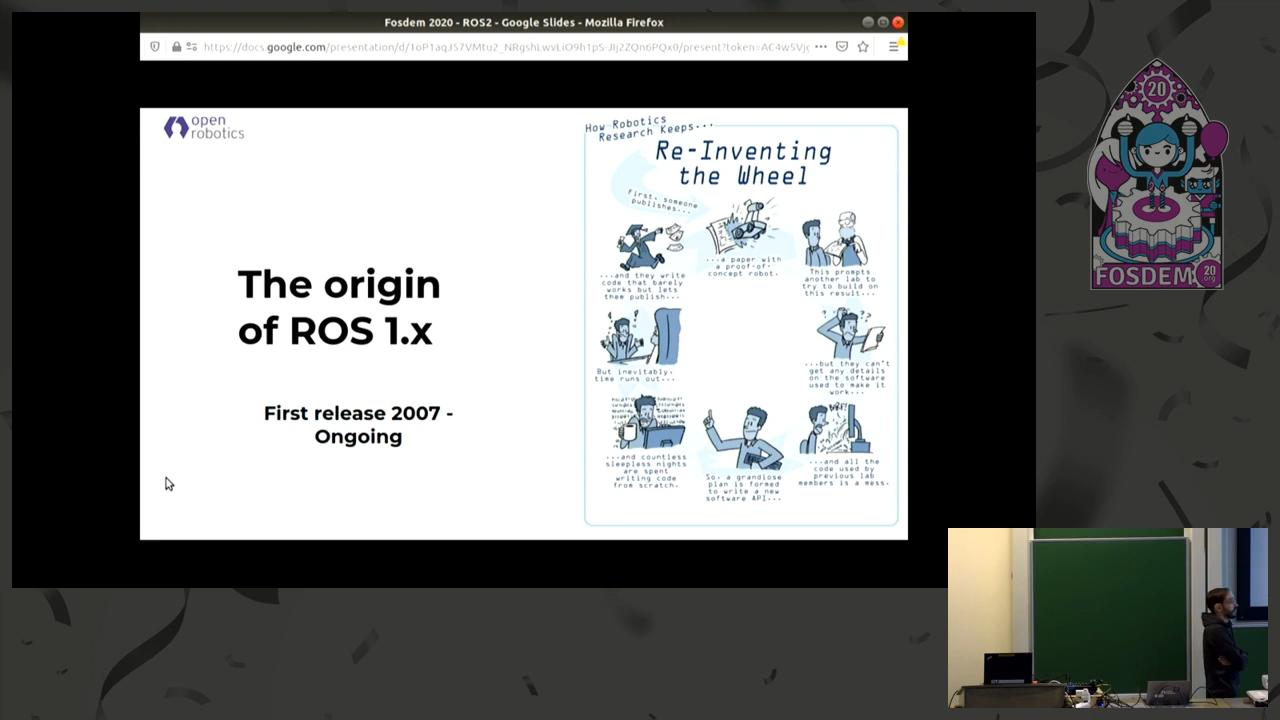 Fosdem 2020 - ROS2 - Google Slides - Mozilla Firefox
open
robotics
The origin
of ROS 1.x
First release 2007 -
Ongoing
How Robotics
Research Keeps...
Re-Inventing
the Wheel
First, someone
publishes...
...a paper with
a proof-of-
concept robot.
This prompts
another lab to
try to build on
this result...
...but they can't
get any details
on the software
used to make it
work...
...and all the
code used by
previous lab
members is a mess.
So, a grandiose
plan is formed
to write a new
software API...
...and countless
sleepless nights
are spent
writing code
from scratch.
But inevitably,
time runs out...
...and they write
code that barely
works but lets
them publish...
20
FOSDEM 20
.org